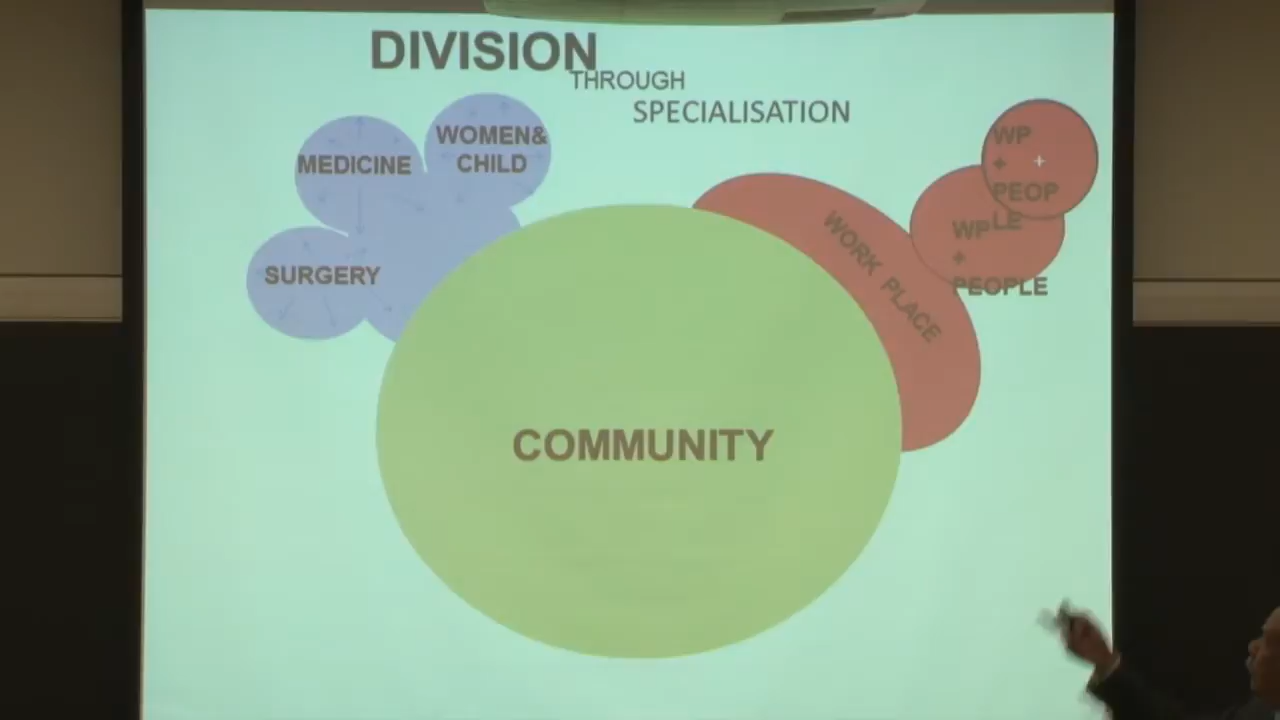 DIVISION
THROUGH
SPECIALISATION
WOMEN&
CHILD
MEDICINE
SURGERY
WORK PLACE
WP
+
PEOP
LE
WP
+
PEOPLE
COMMUNITY